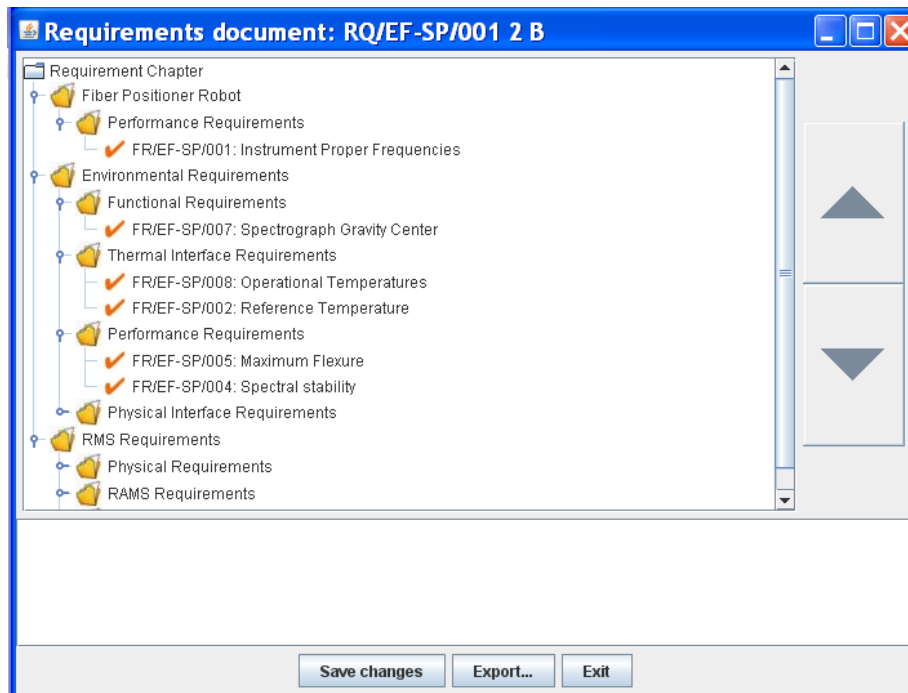 Requirements document: RQ/EF-SP/001 2 B
Requirement Chapter
Fiber Positioner Robot
Performance Requirements
FR/EF-SP/001: Instrument Proper Frequencies
Environmental Requirements
Functional Requirements
FR/EF-SP/007: Spectrograph Gravity Center
Thermal Interface Requirements
FR/EF-SP/008: Operational Temperatures
FR/EF-SP/002: Reference Temperature
Performance Requirements
FR/EF-SP/005: Maximum Flexure
FR/EF-SP/004: Spectral stability
Physical Interface Requirements
RMS Requirements
Physical Requirements
RAMS Requirements
Save changes Export... Exit